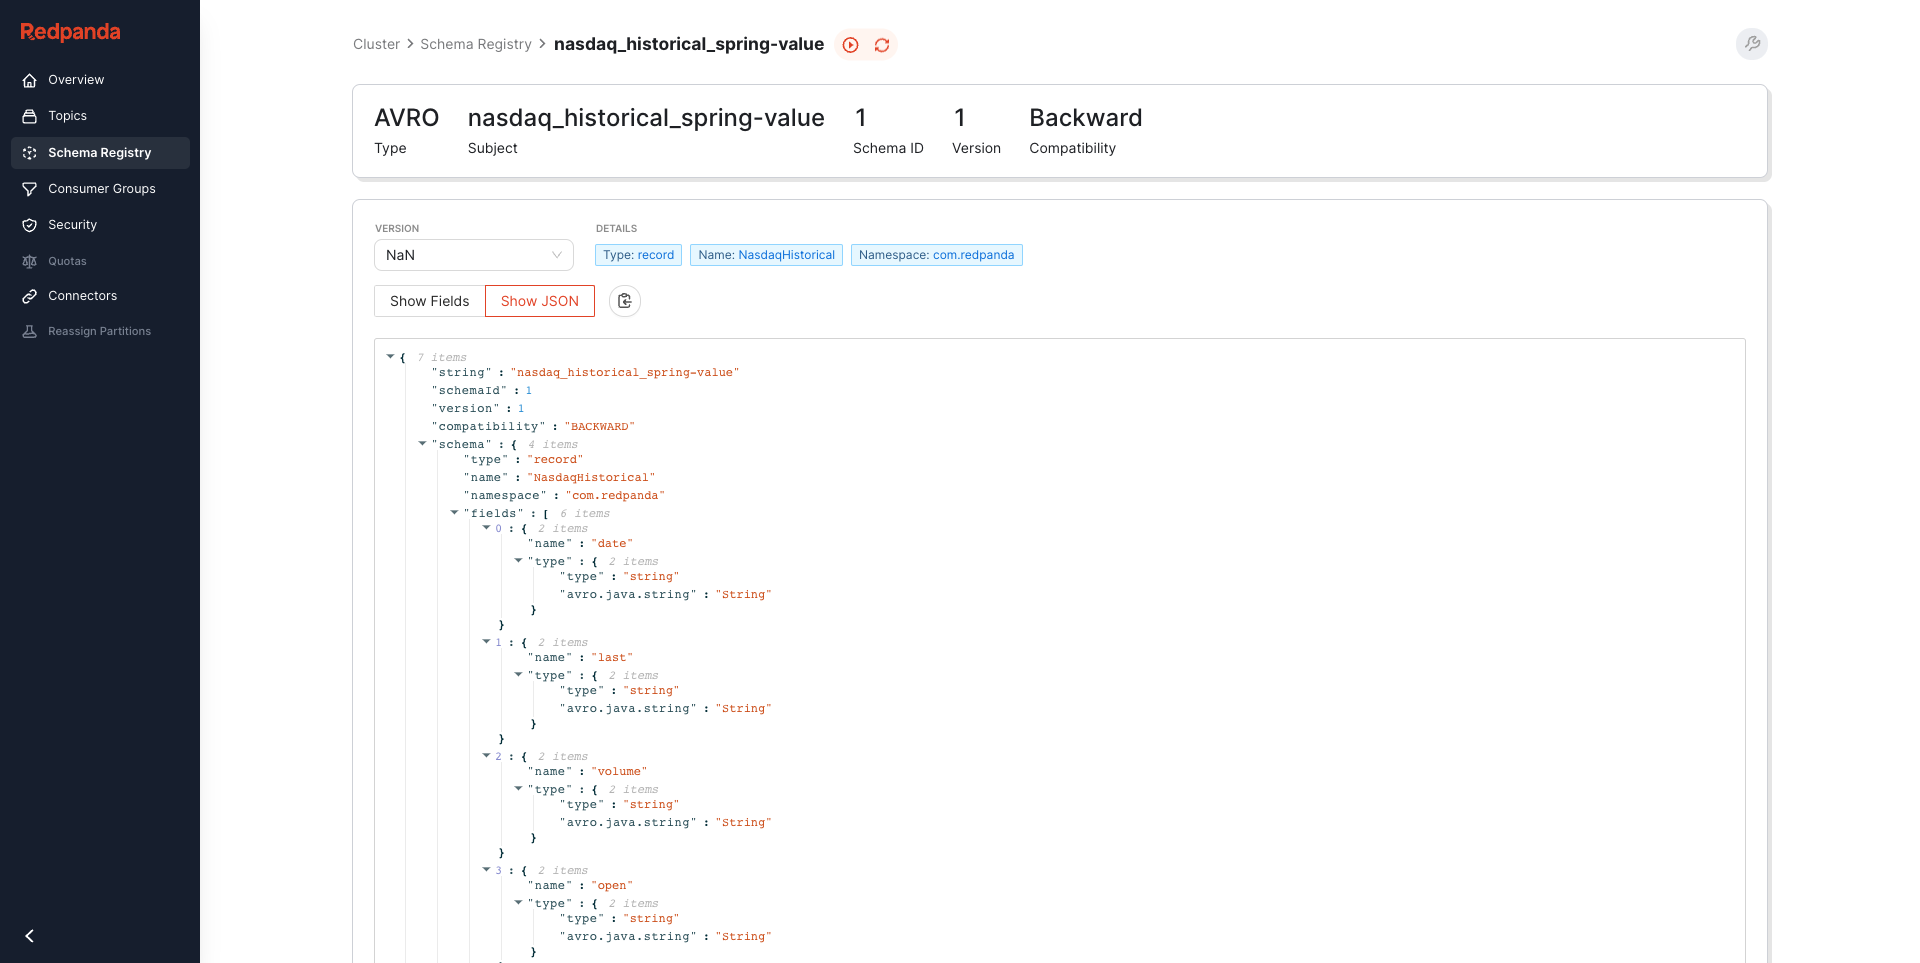 Redpanda
Overview
Topics
Schema Registry
Consumer Groups
Security
Quotas
Connectors
Reassign Partitions
Cluster > Schema Registry > nasdaq_historical_spring-value
AVRO nasdaq_historical_spring-value 1 1 Backward
Type Subject Schema ID Version Compatibility
VERSION DETAILS
NaN Type: record Name: NasdaqHistorical Namespace: com.redpanda
Show Fields Show JSON
{ 7 items
"string" : "nasdaq_historical_spring-value"
"schemaId" : 1
"version" : 1
"compatibility" : "BACKWARD"
"schema" : { 4 items
"type" : "record"
"name" : "NasdaqHistorical"
"namespace" : "com.redpanda"
"fields" : [ 6 items
0 : { 2 items
"name" : "date"
"type" : { 2 items
"type" : "string"
"avro.java.string" : "String"
}
}
1 : { 2 items
"name" : "last"
"type" : { 2 items
"type" : "string"
"avro.java.string" : "String"
}
}
2 : { 2 items
"name" : "volume"
"type" : { 2 items
"type" : "string"
"avro.java.string" : "String"
}
}
3 : { 2 items
"name" : "open"
"type" : { 2 items
"type" : "string"
"avro.java.string" : "String"
}